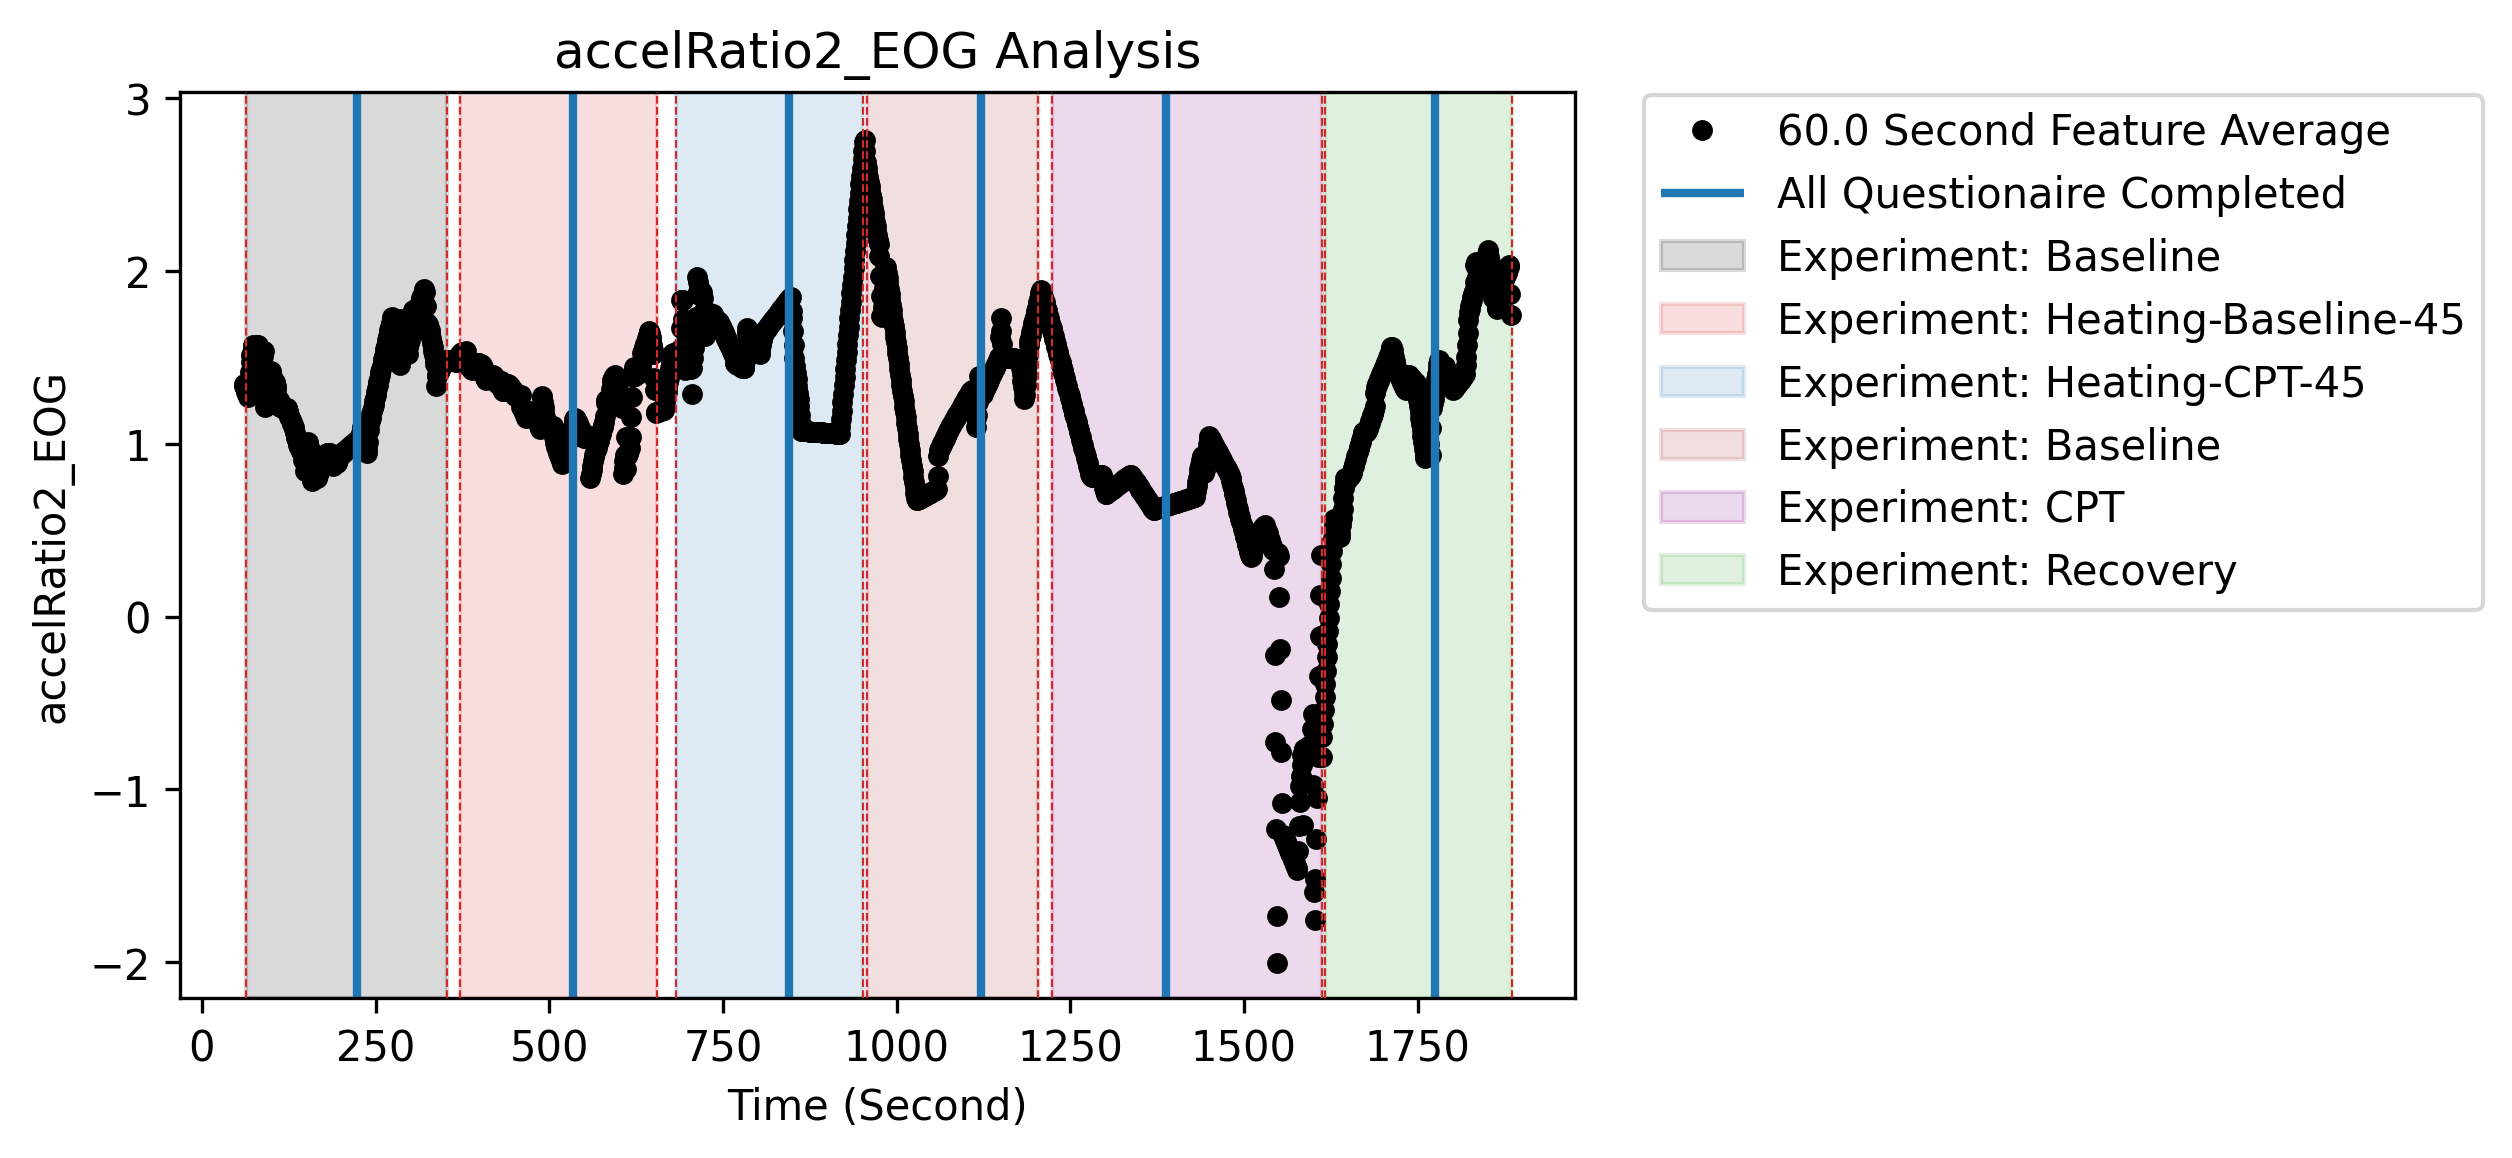 accelRatio2_EOG Analysis
3
2
1
0
−1
−2
accelRatio2_EOG
0 250 500 750 1000 1250 1500 1750
Time (Second)
60.0 Second Feature Average
All Questionaire Completed
Experiment: Baseline
Experiment: Heating-Baseline-45
Experiment: Heating-CPT-45
Experiment: Baseline
Experiment: CPT
Experiment: Recovery